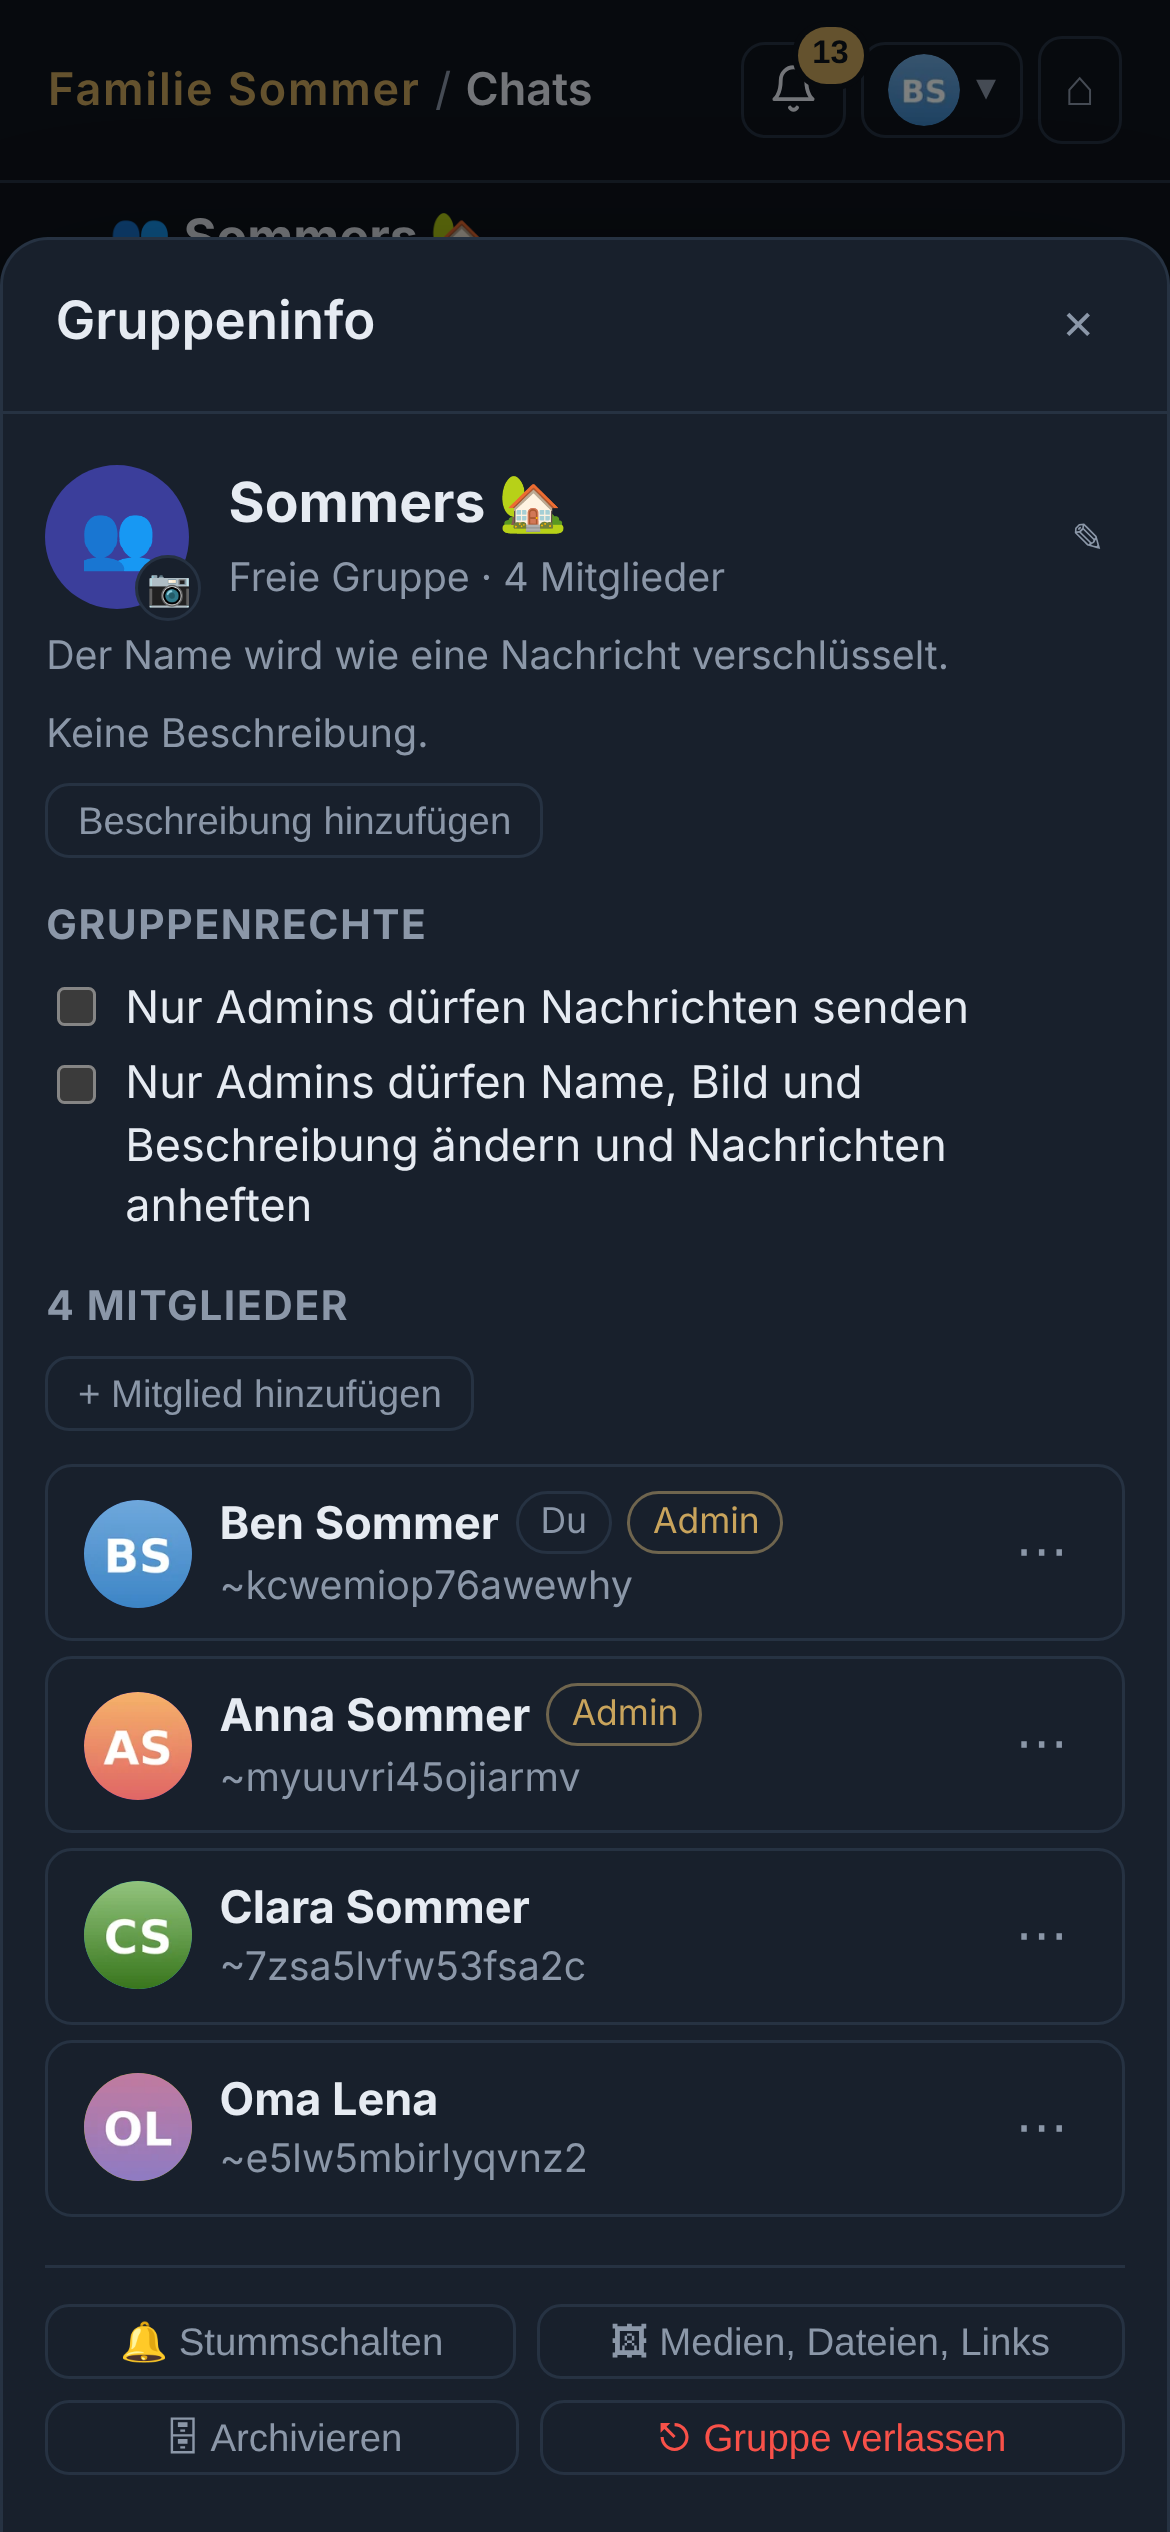 Familie Sommer / Chats
13
BS
Sommers
Gruppeninfo
Sommers
Freie Gruppe · 4 Mitglieder
Der Name wird wie eine Nachricht verschlüsselt.
Keine Beschreibung.
Beschreibung hinzufügen
GRUPPENRECHTE
Nur Admins dürfen Nachrichten senden
Nur Admins dürfen Name, Bild und
Beschreibung ändern und Nachrichten
anheften
4 MITGLIEDER
+ Mitglied hinzufügen
BS
Ben Sommer Du Admin
~kcwemiop76awewhy
AS
Anna Sommer Admin
~myuuvri45ojiarmv
CS
Clara Sommer
~7zsa5lvfw53fsa2c
OL
Oma Lena
~e5lw5mbirlyqvnz2
Stummschalten
Medien, Dateien, Links
Archivieren
Gruppe verlassen